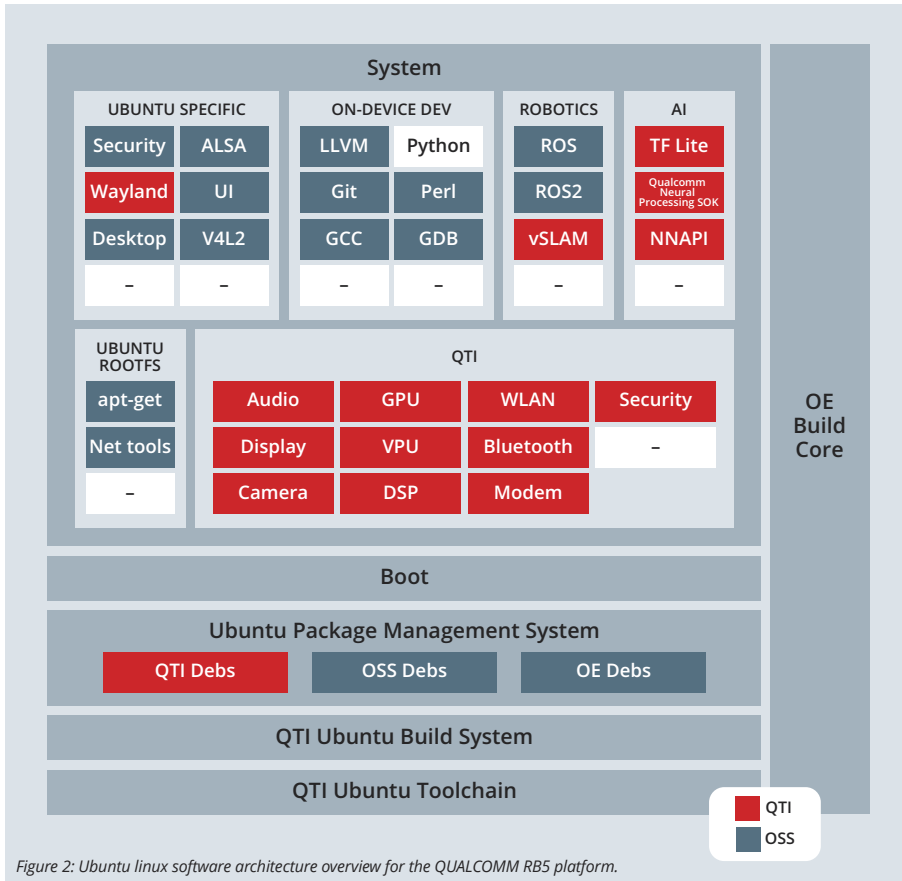 System
UBUNTU SPECIFIC
Security
ALSA
Wayland
UI
Desktop
V4L2
–
–
ON-DEVICE DEV
LLVM
Python
Git
Perl
GCC
GDB
–
–
ROBOTICS
ROS
ROS2
vSLAM
–
AI
TF Lite
Qualcomm
Neural
Processing SOK
NNAPI
–
UBUNTU
ROOTFS
apt-get
Net tools
–
QTI
Audio
GPU
WLAN
Security
Display
VPU
Bluetooth
–
Camera
DSP
Modem
OE
Build
Core
Boot
Ubuntu Package Management System
QTI Debs
OSS Debs
OE Debs
QTI Ubuntu Build System
QTI Ubuntu Toolchain
QTI
OSS
Figure 2: Ubuntu linux software architecture overview for the QUALCOMM RB5 platform.